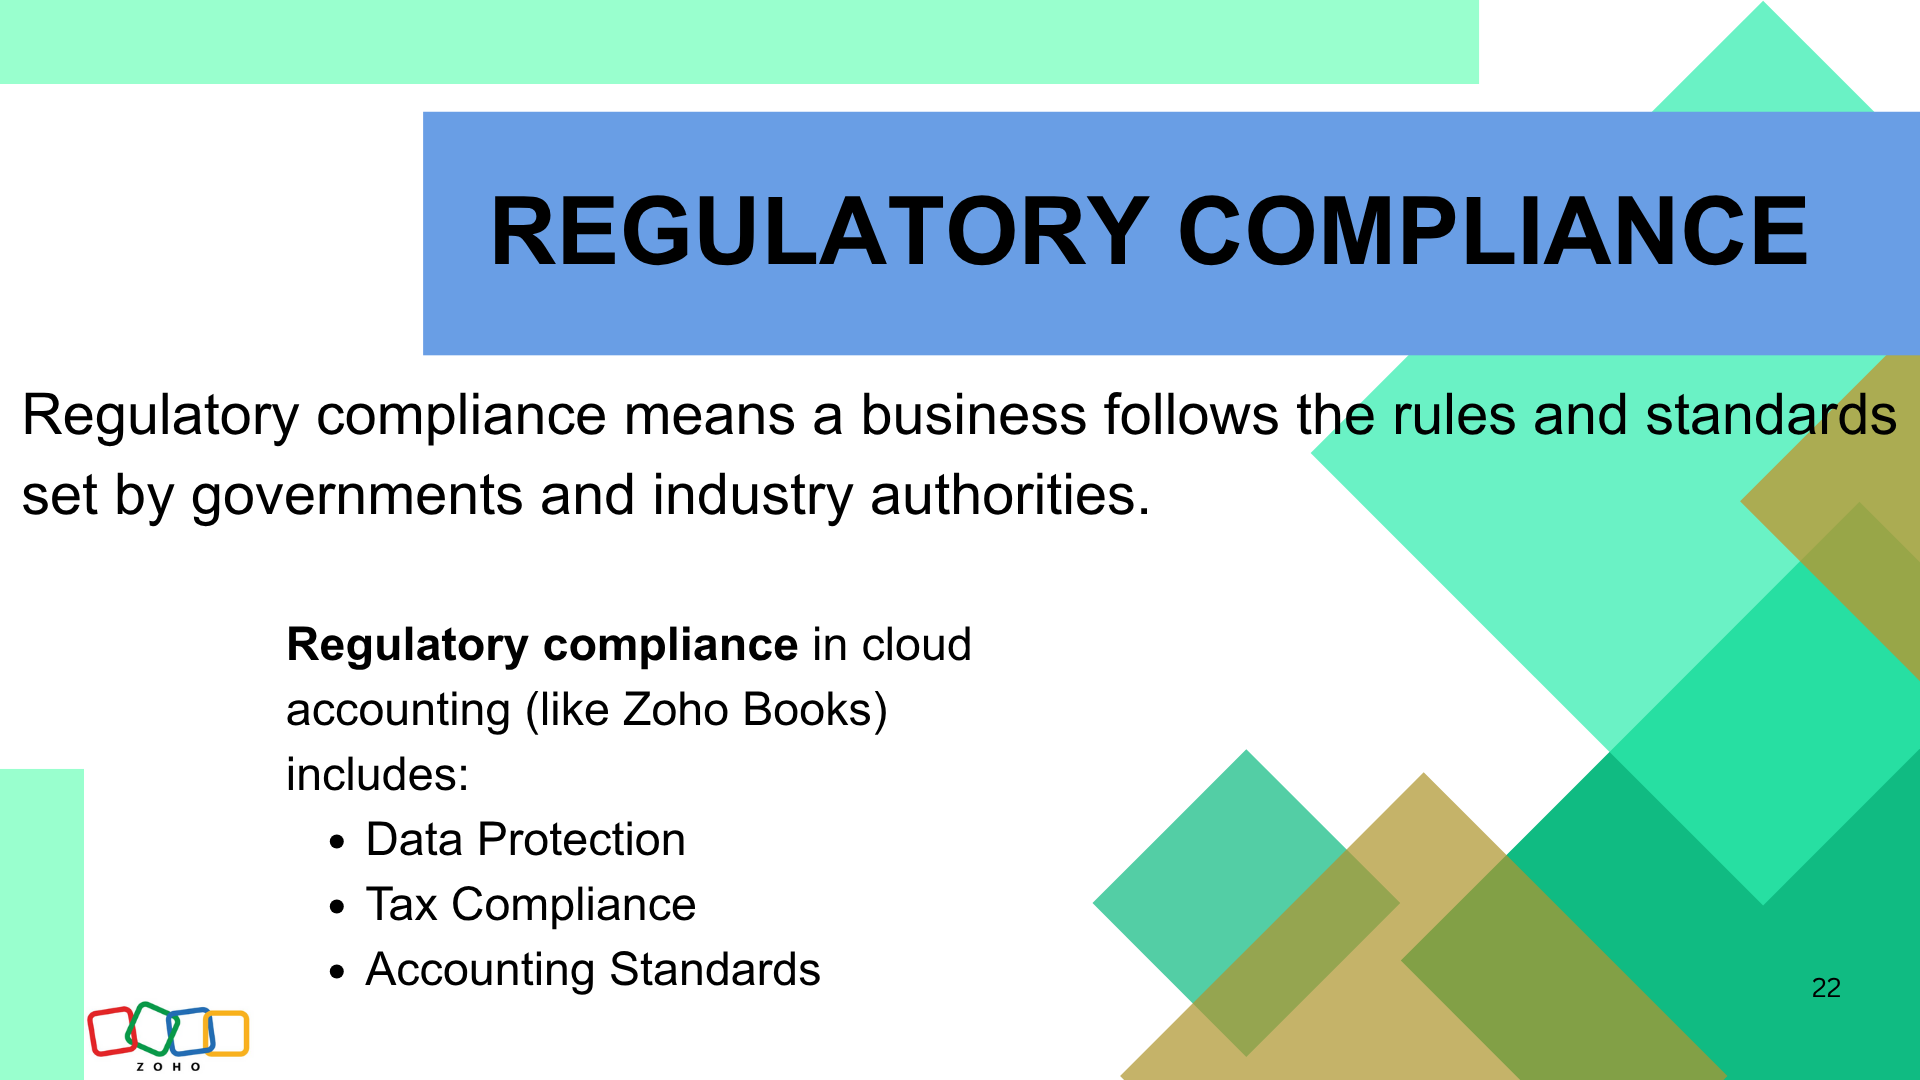 REGULATORY COMPLIANCE
Regulatory compliance means a business follows the rules and standards
set by governments and industry authorities.
Regulatory compliance in cloud
accounting (like Zoho Books)
includes:
• Data Protection
• Tax Compliance
• Accounting Standards
22
ZOHO